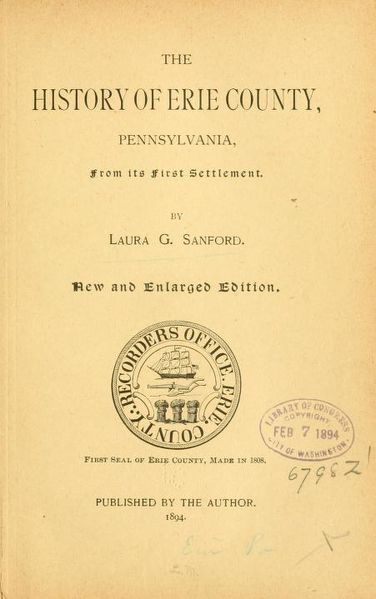 THE
HISTORY OF ERIE COUNTY,
PENNSYLVANIA,
From its First Settlement.
BY
LAURA G. SANFORD.
New and Enlarged Edition.
RECORDERS OFFICE. ERIE. COUNTY.
FIRST SEAL OF ERIE COUNTY, MADE IN 1808.
LIBRARY OF CONGRESS
COPYRIGHT
FEB 7 1894
CITY OF WASHINGTON.
67982
PUBLISHED BY THE AUTHOR.
1894.